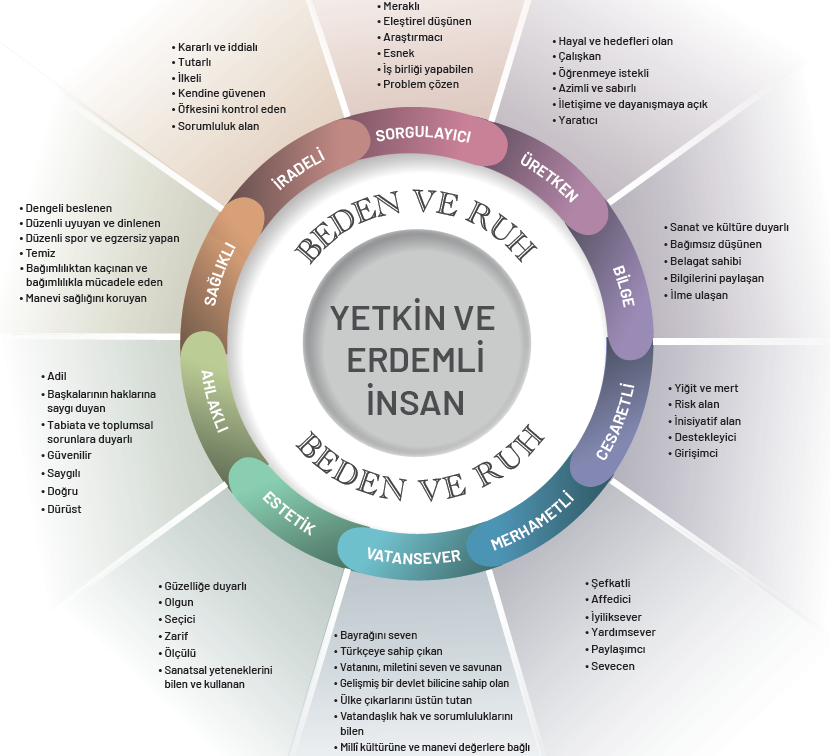 • Meraklı
• Eleştirel düşünen
• Araştırmacı
• Esnek
• İş birliği yapabilen
• Problem çözen
SORGULAYICI
• Hayal ve hedefleri olan
• Çalışkan
• Öğrenmeye istekli
• Azimli ve sabırlı
• İletişime ve dayanışmaya açık
• Yaratıcı
ÜRETKEN
• Sanat ve kültüre duyarlı
• Bağımsız düşünen
• Belagat sahibi
• Bilgilerini paylaşan
• İlme ulaşan
BİLGE
• Yiğit ve mert
• Risk alan
• İnisiyatif alan
• Destekleyici
• Girişimci
CESARETLİ
• Şefkatli
• Affedici
• İyiliksever
• Yardımsever
• Paylaşımcı
• Sevecen
MERHAMETLİ
• Bayrağını seven
• Türkçeye sahip çıkan
• Vatanını, miletini seven ve savunan
• Gelişmiş bir devlet bilicine sahip olan
• Ülke çıkarlarını üstün tutan
• Vatandaşlık hak ve sorumluluklarını
bilen
• Millî kültürüne ve manevi değerlere bağlı
VATANSEVER
• Güzelliğe duyarlı
• Olgun
• Seçici
• Zarif
• Ölçülü
• Sanatsal yeteneklerini
bilen ve kullanan
ESTETİK
• Adil
• Başkalarının haklarına
saygı duyan
• Tabiata ve toplumsal
sorunlara duyarlı
• Güvenilir
• Saygılı
• Doğru
• Dürüst
AHLAKLI
• Dengeli beslenen
• Düzenli uyuyan ve dinlenen
• Düzenli spor ve egzersiz yapan
• Temiz
• Bağımlılıktan kaçınan ve
bağımlılıkla mücadele eden
• Manevi sağlığını koruyan
SAĞLIKLI
• Kararlı ve iddialı
• Tutarlı
• İlkeli
• Kendine güvenen
• Öfkesini kontrol eden
• Sorumluluk alan
İRADELİ
BEDEN VE RUH
YETKİN VE
ERDEMLİ
İNSAN
BEDEN VE RUH